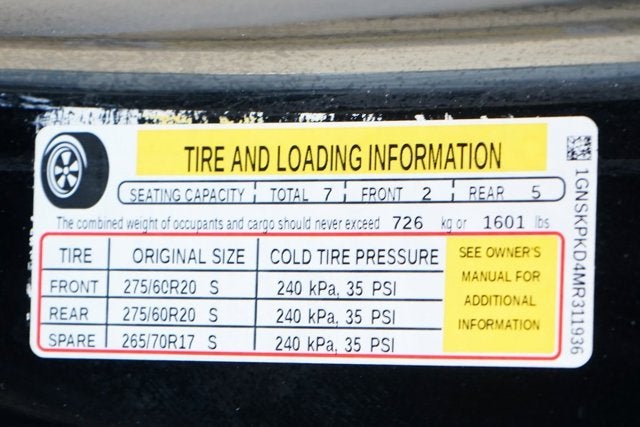 TIRE AND LOADING INFORMATION
SEATING CAPACITY TOTAL 7 FRONT 2 REAR 5
The combined weight of occupants and cargo should never exceed 726 kg or 1601 lbs
TIRE ORIGINAL SIZE COLD TIRE PRESSURE
FRONT 275/60R20 S 240 kPa, 35 PSI
REAR 275/60R20 S 240 kPa, 35 PSI
SPARE 265/70R17 S 240 kPa, 35 PSI
SEE OWNER'S
MANUAL FOR
ADDITIONAL
INFORMATION
1GNSKPKD4MR311936